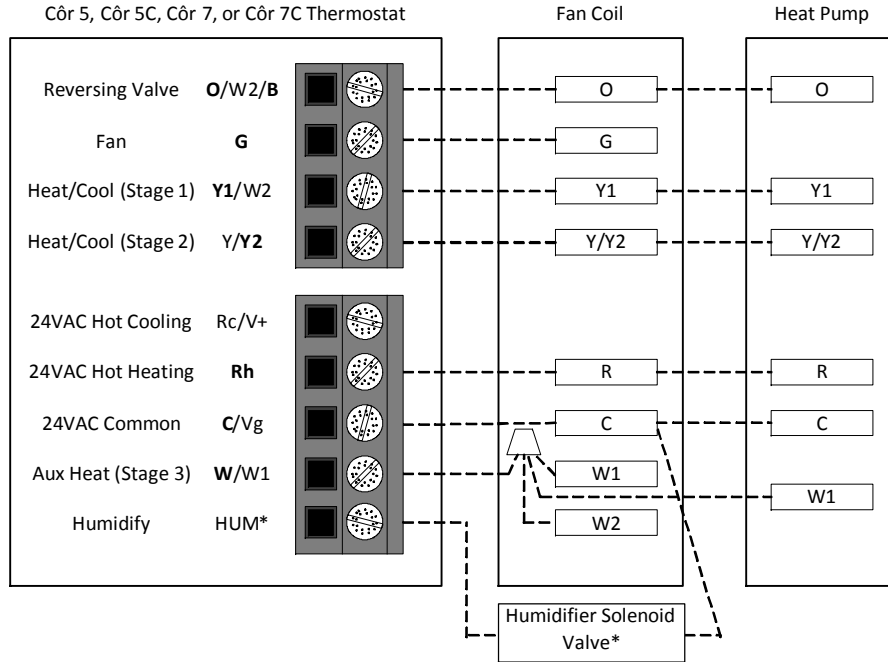 Côr 5, Côr 5C, Côr 7, or Côr 7C Thermostat
Fan Coil
Heat Pump
Reversing Valve O/W2/B
O
O
Fan G
G
Heat/Cool (Stage 1) Y1/W2
Y1
Y1
Heat/Cool (Stage 2) Y/Y2
Y/Y2
Y/Y2
24VAC Hot Cooling Rc/V+
24VAC Hot Heating Rh
R
R
24VAC Common C/Vg
C
C
Aux Heat (Stage 3) W/W1
W1
W1
Humidify HUM*
W2
Humidifier Solenoid
Valve*